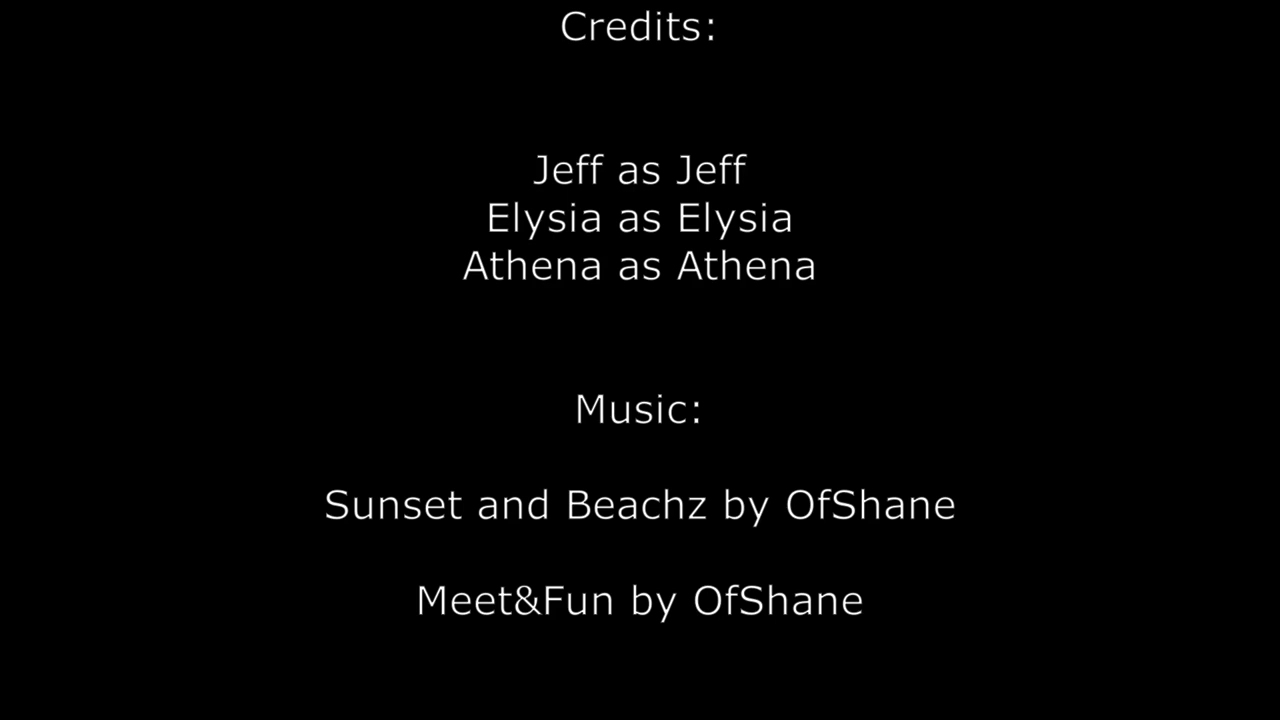 Credits:
Jeff as Jeff
Elysia as Elysia
Athena as Athena
Music:
Sunset and Beachz by OfShane
Meet&Fun by OfShane